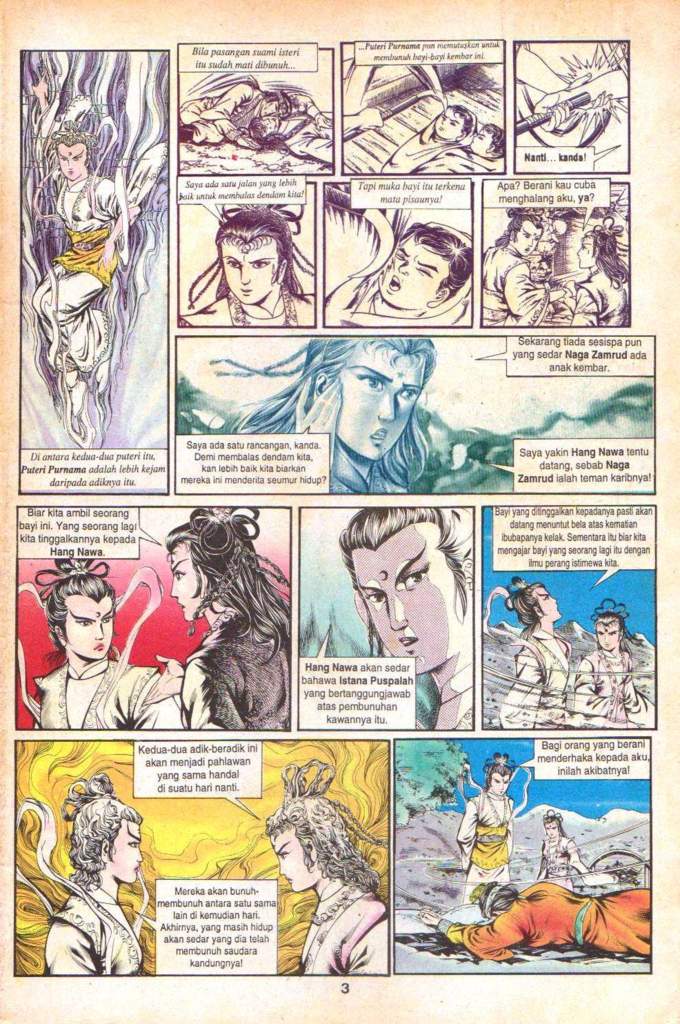 Di antara kedua-dua puteri itu,
Puteri Purnama adalah lebih kejam
daripada adiknya itu.
Bila pasangan suami isteri
itu sudah mati dibunuh...
...Puteri Purnama pun memutuskan untuk
membunuh bayi-bayi kembar ini.
Nanti... kanda!
Saya ada satu jalan yang lebih
baik untuk membalas dendam kita!
Tapi muka bayi itu terkena
mata pisaunya!
Apa? Berani kau cuba
menghalang aku, ya?
Sekarang tiada sesispa pun
yang sedar Naga Zamrud ada
anak kembar.
Saya ada satu rancangan, kanda.
Demi membalas dendam kita,
kan lebih baik kita biarkan
mereka ini menderita seumur hidup?
Saya yakin Hang Nawa tentu
datang, sebab Naga
Zamrud ialah teman karibnya!
Biar kita ambil seorang
bayi ini. Yang seorang lagi
kita tinggalkannya kepada
Hang Nawa.
Hang Nawa akan sedar
bahawa Istana Puspalah
yang bertanggungjawab
atas pembunuhan
kawannya itu.
Bayi yang ditinggalkan kepadanya pasti akan
datang menuntut bela atas kematian
ibubapanya kelak. Sementara itu biar kita
mengajar bayi yang seorang lagi itu dengan
ilmu perang istimewa kita.
Kedua-dua adik-beradik ini
akan menjadi pahlawan
yang sama handal
di suatu hari nanti.
Mereka akan bunuh-
membunuh antara satu sama
lain di kemudian hari.
Akhirnya, yang masih hidup
akan sedar yang dia telah
membunuh saudara
kandungnya!
Bagi orang yang berani
menderhaka kepada aku,
inilah akibatnya!
3